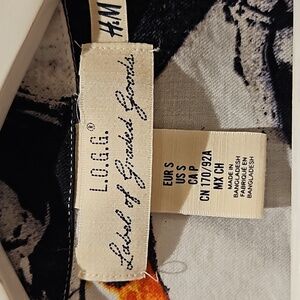 H&M
L.O.G.G.®
Label of Graded Goods
EUR S
US S
CA P
CN 170/92A
MX CH
MADE IN
BANGLADESH
FABRIQUÉ EN
BANGLADESH